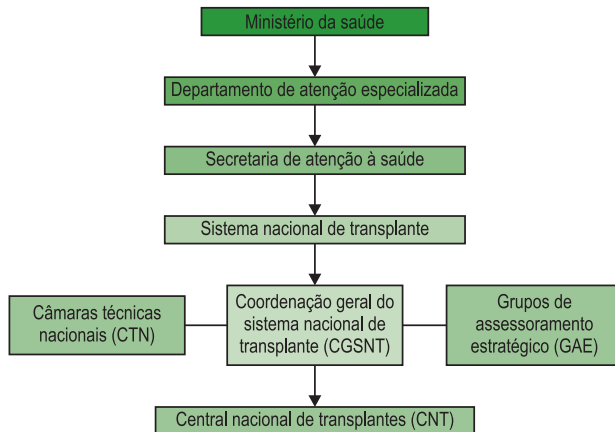 Ministério da saúde
Departamento de atenção especializada
Secretaria de atenção à saúde
Sistema nacional de transplante
Câmaras técnicas
nacionais (CTN)
Coordenação geral do
sistema nacional de
transplante (CGSNT)
Grupos de
assessoramento
estratégico (GAE)
Central nacional de transplantes (CNT)